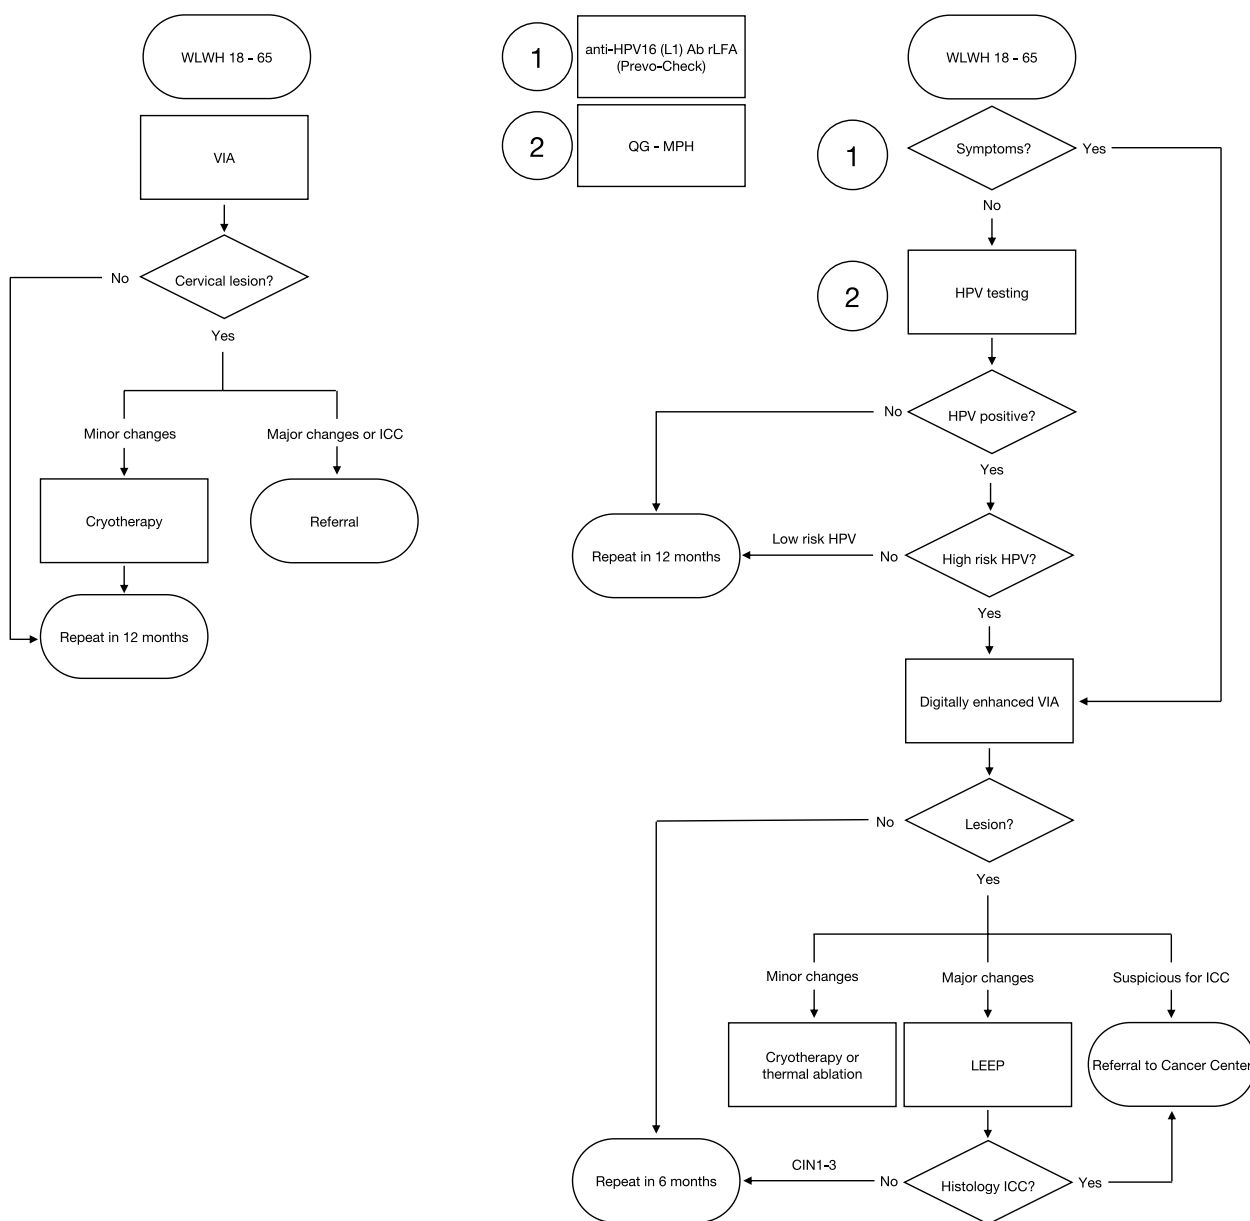 WLWH 18 - 65
VIA
Cervical lesion?
No
Yes
Minor changes
Major changes or ICC
Cryotherapy
Referral
Repeat in 12 months
1
anti-HPV16 (L1) Ab rLFA
(Prevo-Check)
2
QG - MPH
WLWH 18 - 65
1
Symptoms?
Yes
No
2
HPV testing
HPV positive?
No
Yes
High risk HPV?
No
Low risk HPV
Repeat in 12 months
Yes
Digitally enhanced VIA
Lesion?
No
Yes
Minor changes
Major changes
Suspicious for ICC
Cryotherapy or
thermal ablation
LEEP
Referral to Cancer Center
Histology ICC?
Yes
No
CIN1-3
Repeat in 6 months